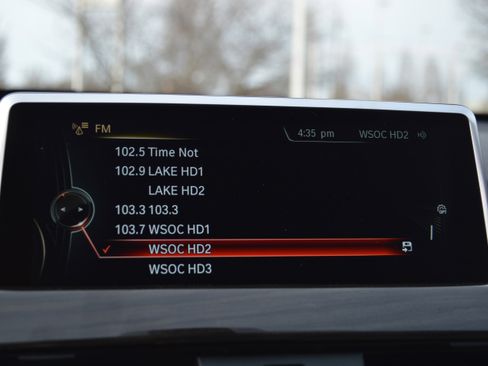 FM
4:35 pm WSOC HD2
102.5 Time Not
102.9 LAKE HD1
LAKE HD2
103.3 103.3
103.7 WSOC HD1
WSOC HD2
WSOC HD3